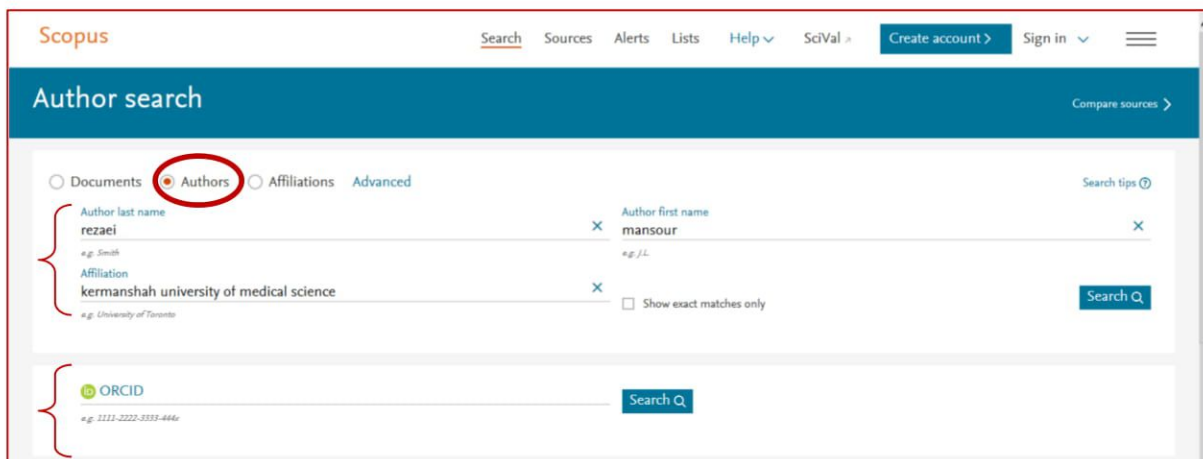 Scopus Search Sources Alerts Lists Help SciVal Create account > Sign in
Author search Compare sources >
Documents Authors Affiliations Advanced Search tips
Author last name Author first name
rezaei mansour
e.g. Smith e.g. J.L.
Affiliation
kermanshah university of medical science
Show exact matches only Search
e.g. University of Toronto
iD ORCID
Search
e.g. 1111-2222-3333-444x